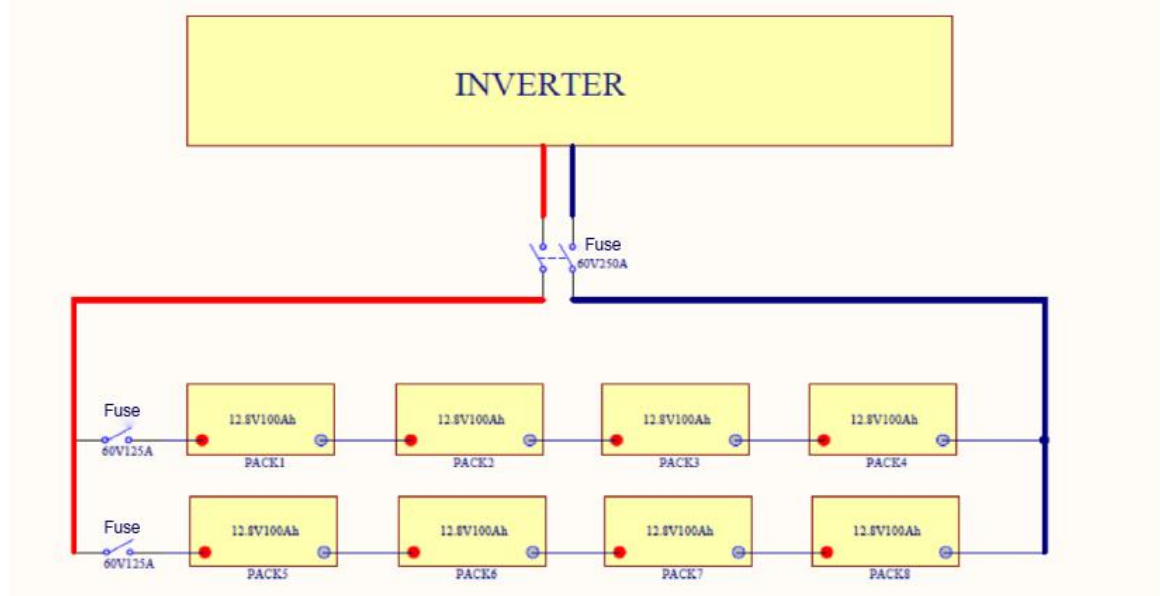 INVERTER
Fuse
60V250A
Fuse
60V125A
12.8V100Ah
12.8V100Ah
12.8V100Ah
12.8V100Ah
PACK1
PACK2
PACK3
PACK4
Fuse
60V125A
12.8V100Ah
12.8V100Ah
12.8V100Ah
12.8V100Ah
PACK5
PACK6
PACK7
PACK8